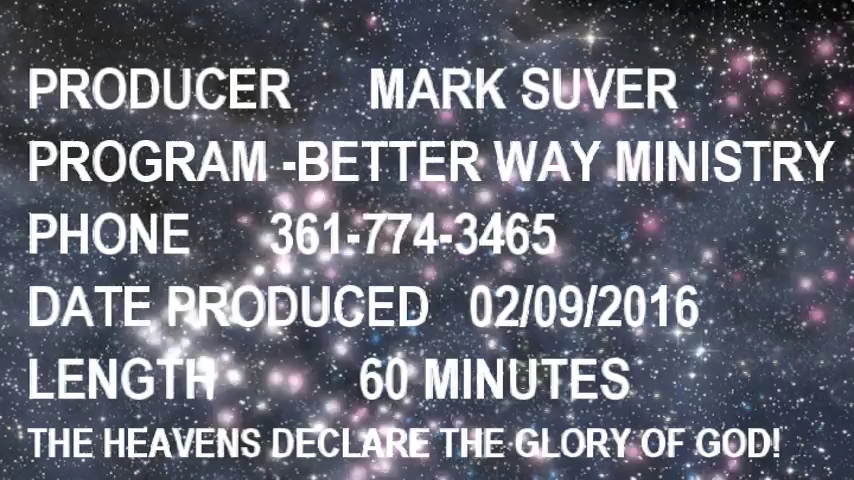 PRODUCER MARK SUVER
PROGRAM -BETTER WAY MINISTRY
PHONE 361-774-3465
DATE PRODUCED 02/09/2016
LENGTH 60 MINUTES
THE HEAVENS DECLARE THE GLORY OF GOD!